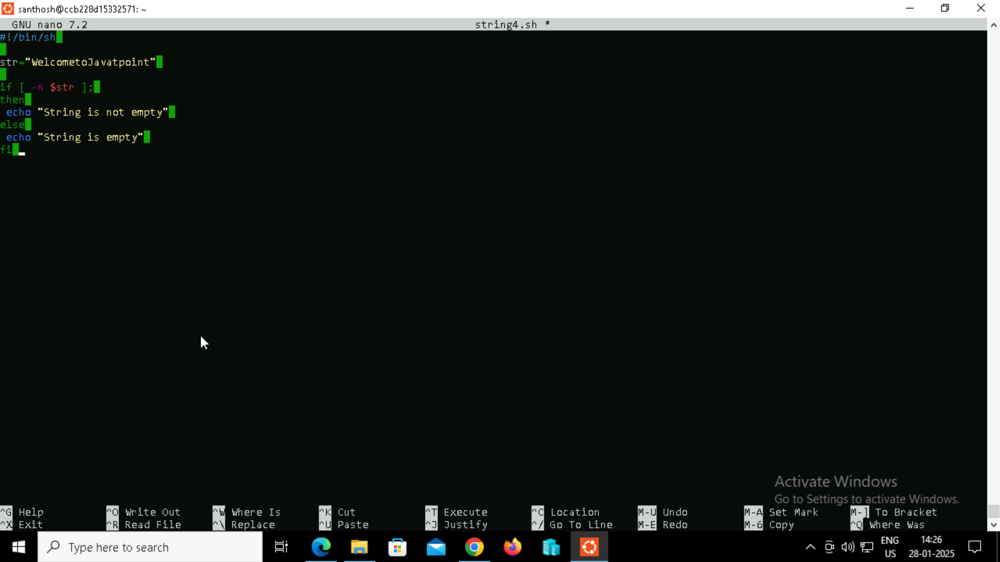 santhosh@ccb228d15332571: ~
GNU nano 7.2 string4.sh *
#!/bin/sh
str="WelcometoJavatpoint"
if [ -n $str ];
then
 echo "String is not empty"
else
 echo "String is empty"
fi
Activate Windows
Go to Settings to activate Windows.
^G Help ^O Write Out ^W Where Is ^K Cut ^T Execute ^C Location M-U Undo M-A Set Mark M-] To Bracket
^X Exit ^R Read File ^\ Replace ^U Paste ^J Justify ^/ Go To Line M-E Redo M-6 Copy ^Q Where Was
Type here to search
ENG
US
14:26
28-01-2025